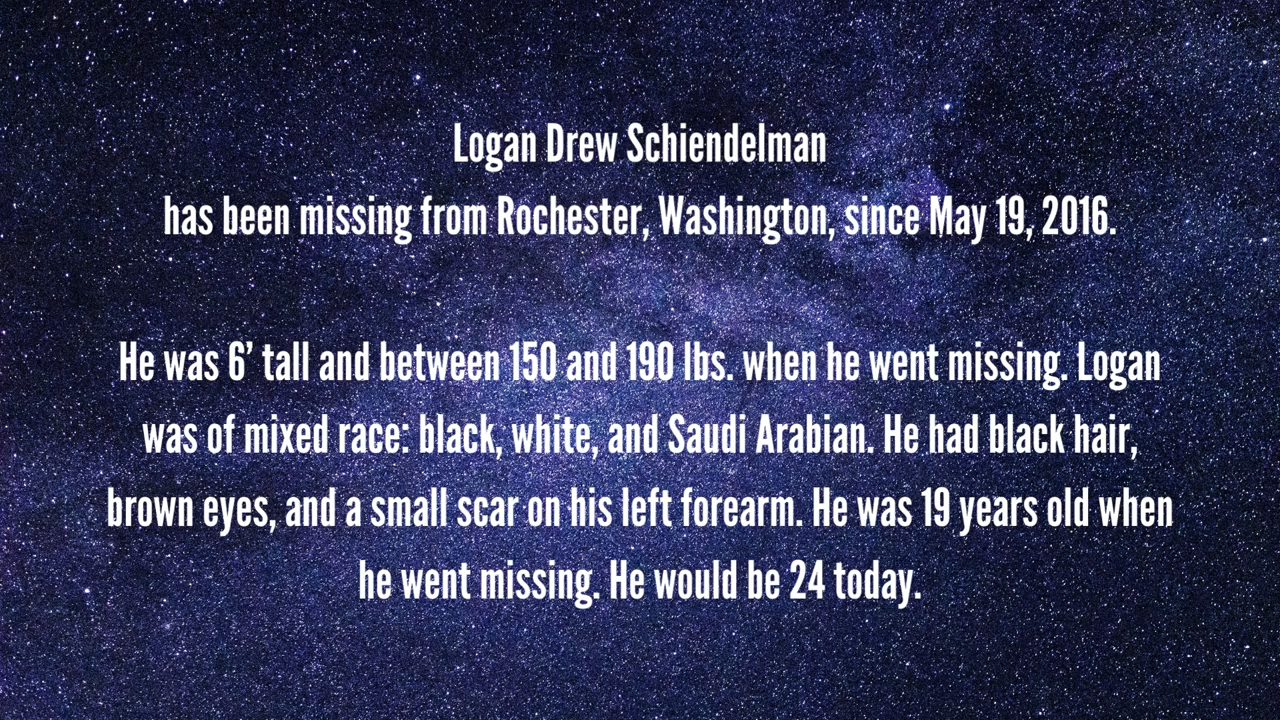 Logan Drew Schiendelman
has been missing from Rochester, Washington, since May 19, 2016.
He was 6’ tall and between 150 and 190 lbs. when he went missing. Logan
was of mixed race: black, white, and Saudi Arabian. He had black hair,
brown eyes, and a small scar on his left forearm. He was 19 years old when
he went missing. He would be 24 today.